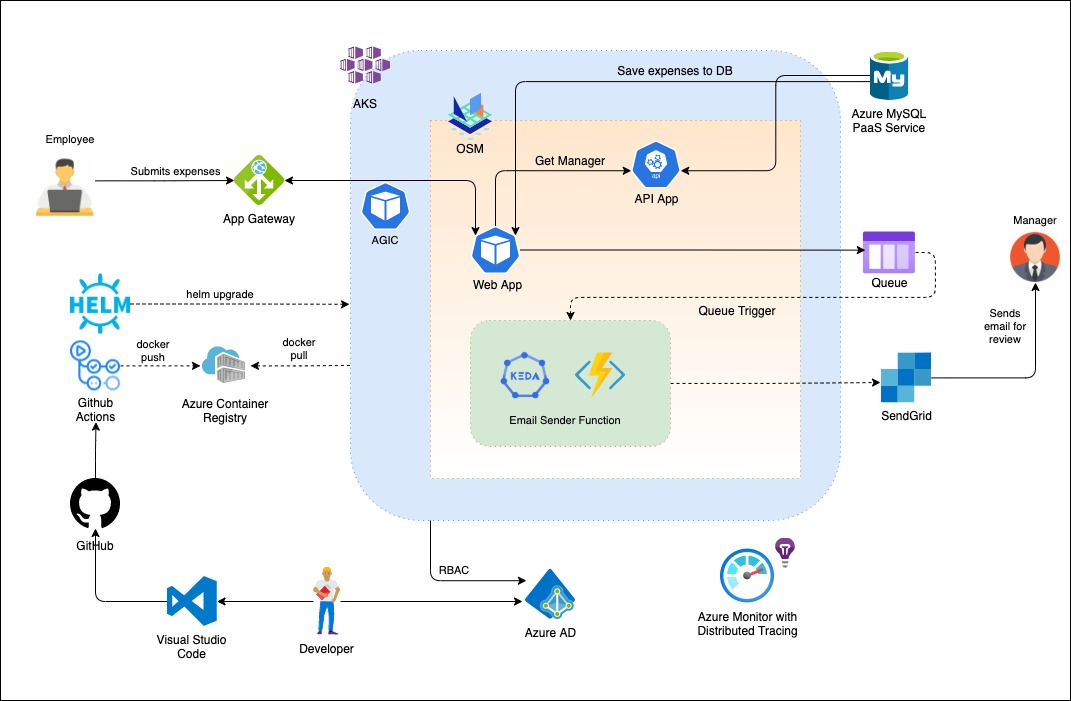 Save expenses to DB
My
AKS
Azure MySQL
PaaS Service
Employee
OSM
Submits expenses
Get Manager
api
API App
App Gateway
AGIC
Manager
Web App
Queue
HELM
helm upgrade
Queue Trigger
Sends
email for
review
docker
push
docker
pull
KEDA
Github
Actions
Azure Container
Registry
Email Sender Function
SendGrid
GitHub
RBAC
Azure Monitor with
Distributed Tracing
Visual Studio
Code
Developer
Azure AD